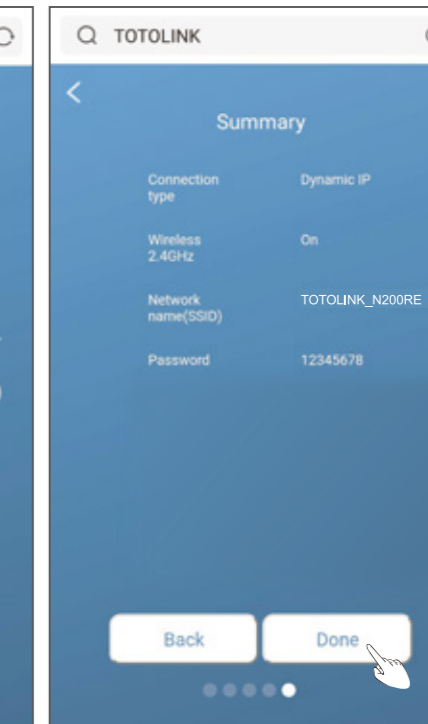 TOTOLINK
Summary
Connection type Dynamic IP
Wireless 2.4GHz On
Network name(SSID) TOTOLINK_N200RE
Password 12345678
Back Done